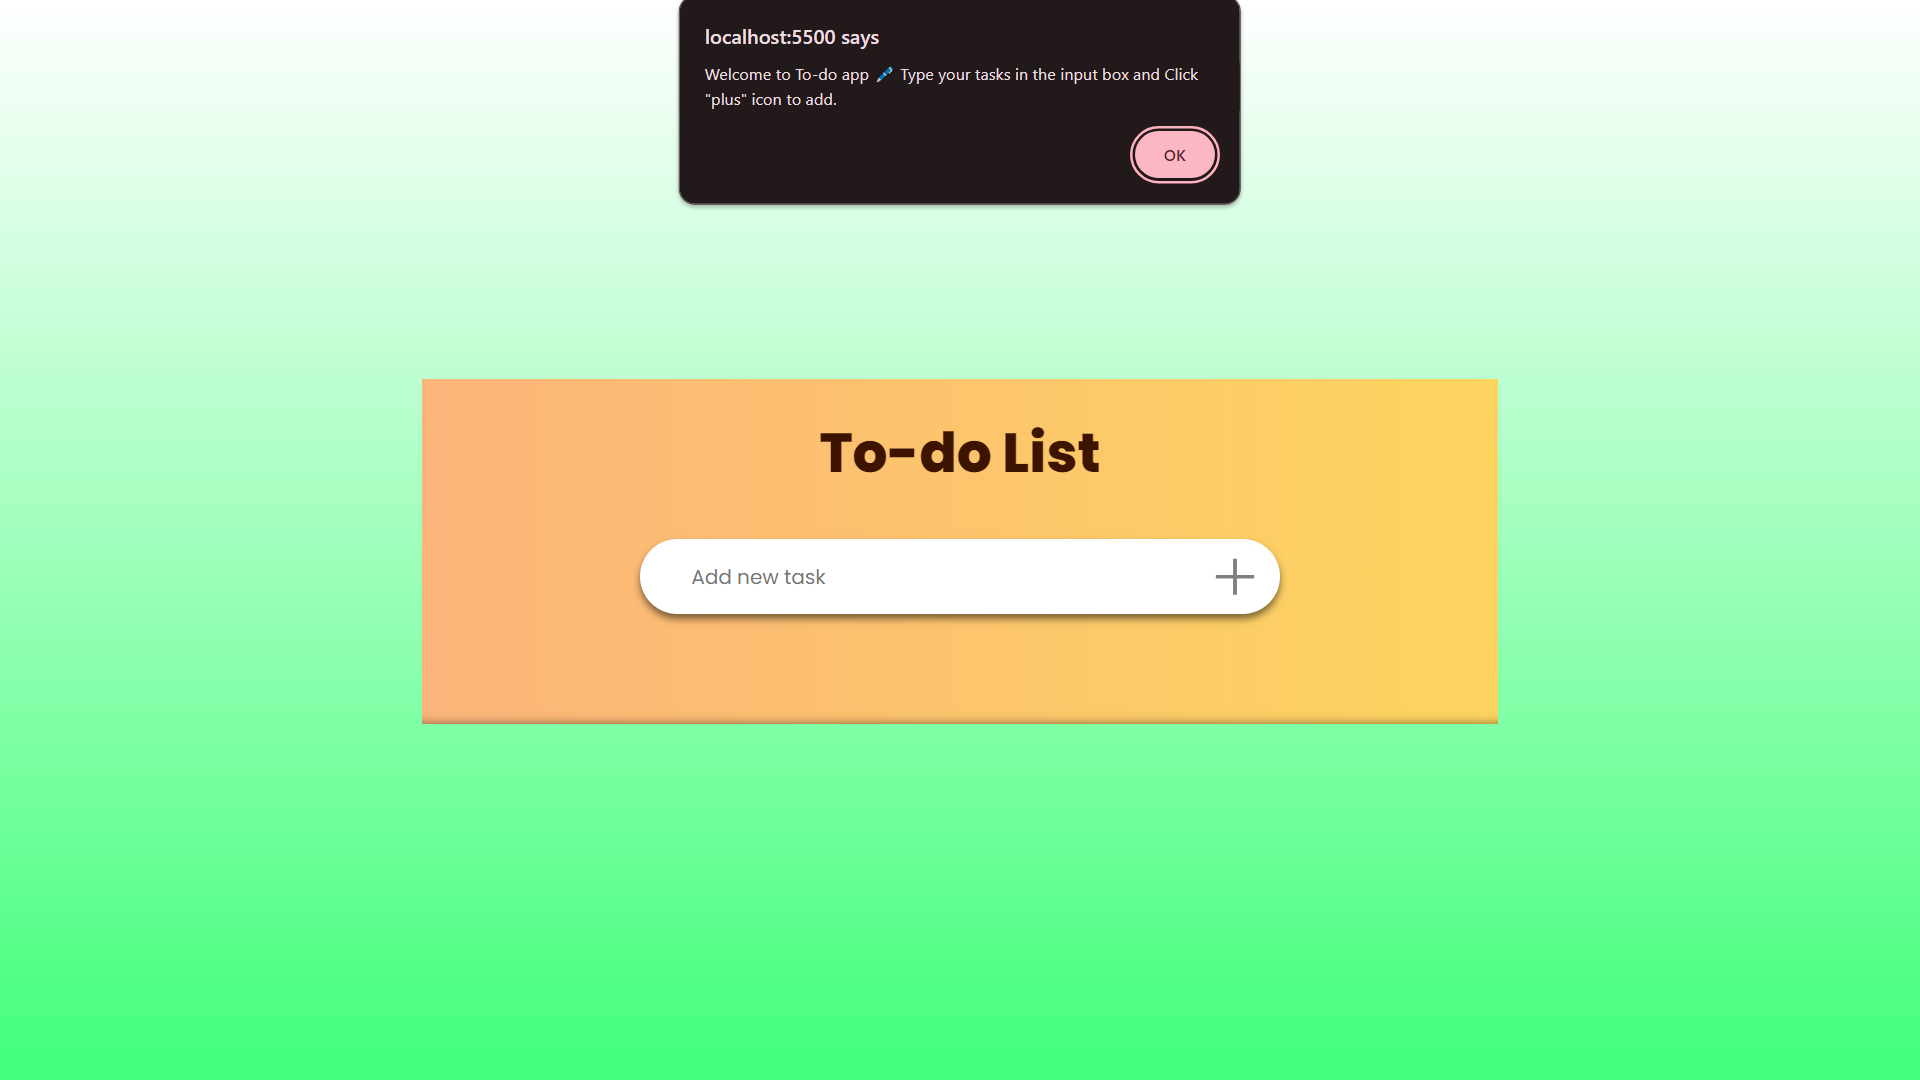 localhost:5500 says
Welcome to To-do app 🖊️ Type your tasks in the input box and Click
"plus" icon to add.
OK
To-do List
Add new task